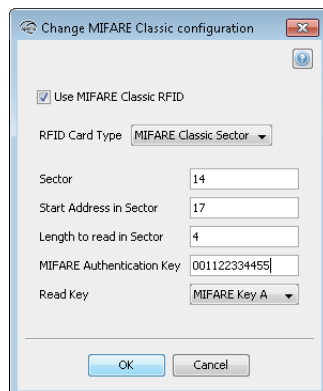 Change MIFARE Classic configuration
Use MIFARE Classic RFID
RFID Card Type MIFARE Classic Sector
Sector 14
Start Address in Sector 17
Length to read in Sector 4
MIFARE Authentication Key 001122334455
Read Key MIFARE Key A
OK Cancel